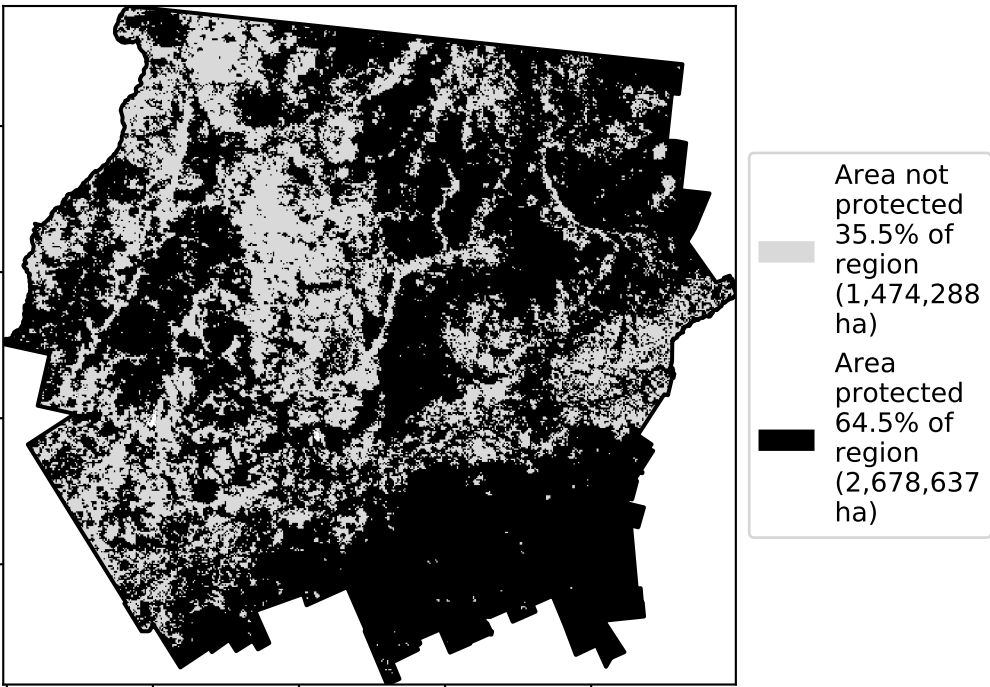 Area not
protected
35.5% of
region
(1,474,288
ha)
Area
protected
64.5% of
region
(2,678,637
ha)